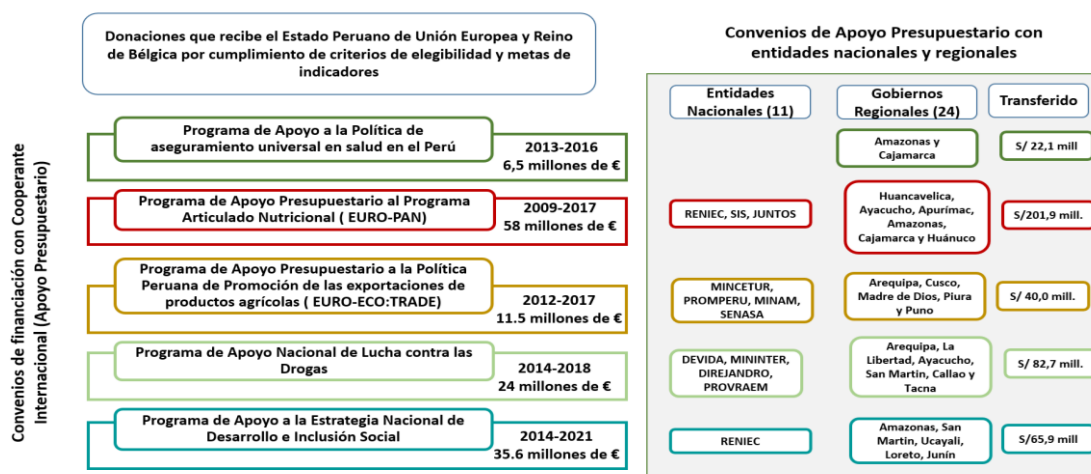 Donaciones que recibe el Estado Peruano de Unión Europea y Reino
de Bélgica por cumplimiento de criterios de elegibilidad y metas de
indicadores
Convenios de Apoyo Presupuestario con
entidades nacionales y regionales
Convenios de financiación con Cooperante
Internacional (Apoyo Presupuestario)
Entidades
Nacionales (11)
Gobiernos
Regionales (24)
Transferido
Programa de Apoyo a la Política de
aseguramiento universal en salud en el Perú
2013-2016
6,5 millones de €
Amazonas y
Cajamarca
S/ 22,1 mill
Programa de Apoyo Presupuestario al Programa
Articulado Nutricional ( EURO-PAN)
2009-2017
58 millones de €
RENIEC, SIS, JUNTOS
Huancavelica,
Ayacucho, Apurímac,
Amazonas,
Cajamarca y Huánuco
S/201,9 mill.
Programa de Apoyo Presupuestario a la Política
Peruana de Promoción de las exportaciones de
productos agrícolas ( EURO-ECO:TRADE)
2012-2017
11.5 millones de €
MINCETUR,
PROMPERU, MINAM,
SENASA
Arequipa, Cusco,
Madre de Dios, Piura
y Puno
S/ 40,0 mill.
Programa de Apoyo Nacional de Lucha contra las
Drogas
2014-2018
24 millones de €
DEVIDA, MININTER,
DIREJANDRO,
PROVRAEM
Arequipa, La
Libertad, Ayacucho,
San Martin, Callao y
Tacna
S/ 82,7 mill.
Programa de Apoyo a la Estrategia Nacional de
Desarrollo e Inclusión Social
2014-2021
35.6 millones de €
RENIEC
Amazonas, San
Martin, Ucayali,
Loreto, Junín
S/65,9 mill